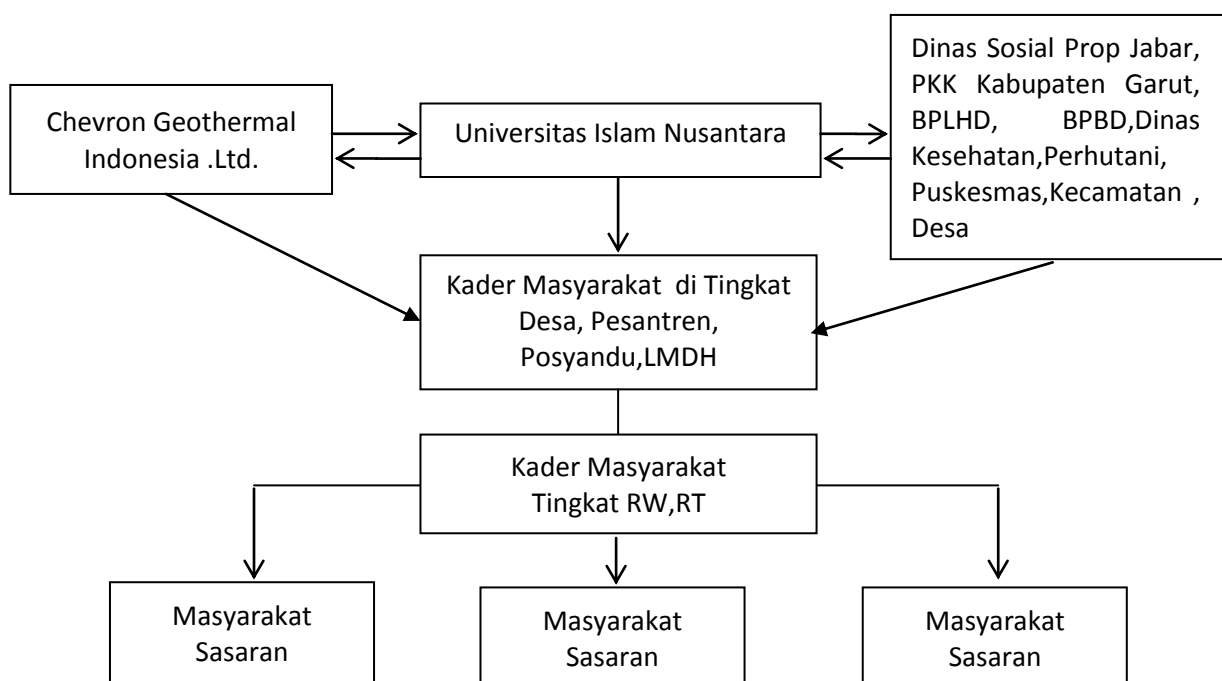 Chevron Geothermal
Indonesia .Ltd.
Universitas Islam Nusantara
Dinas Sosial Prop Jabar,
PKK Kabupaten Garut,
BPLHD, BPBD,Dinas
Kesehatan,Perhutani,
Puskesmas,Kecamatan ,
Desa
Kader Masyarakat di Tingkat
Desa, Pesantren,
Posyandu,LMDH
Kader Masyarakat
Tingkat RW,RT
Masyarakat
Sasaran
Masyarakat
Sasaran
Masyarakat
Sasaran